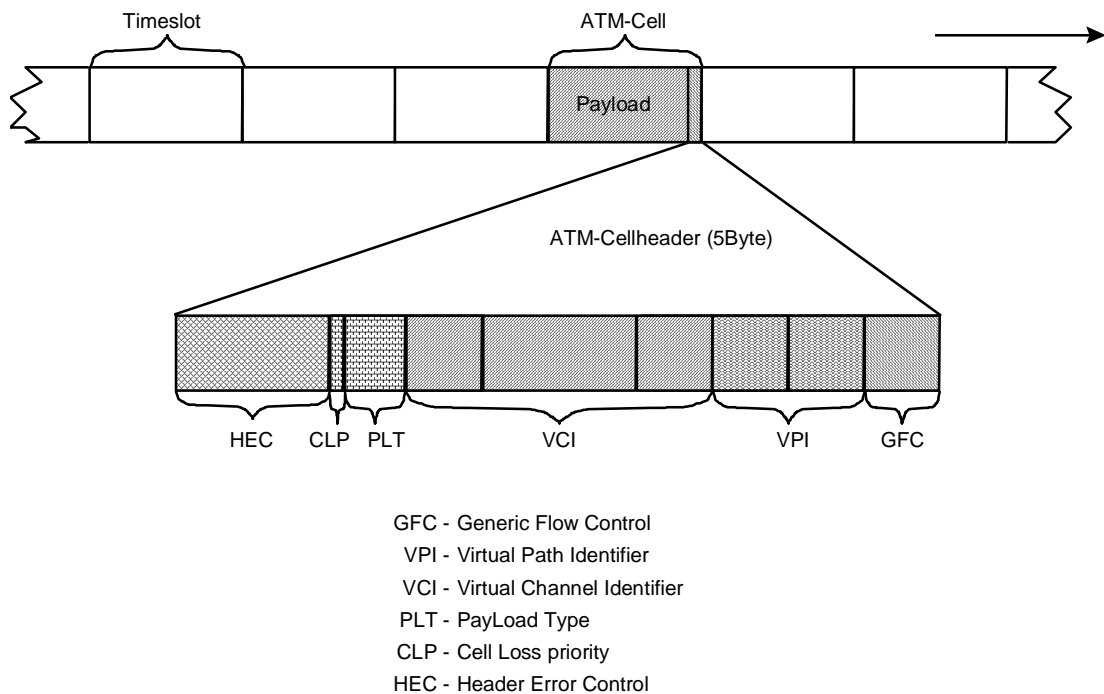 Timeslot
ATM-Cell
Payload
ATM-Cellheader (5Byte)
HEC CLP PLT VCI VPI GFC
GFC - Generic Flow Control
VPI - Virtual Path Identifier
VCI - Virtual Channel Identifier
PLT - PayLoad Type
CLP - Cell Loss priority
HEC - Header Error Control